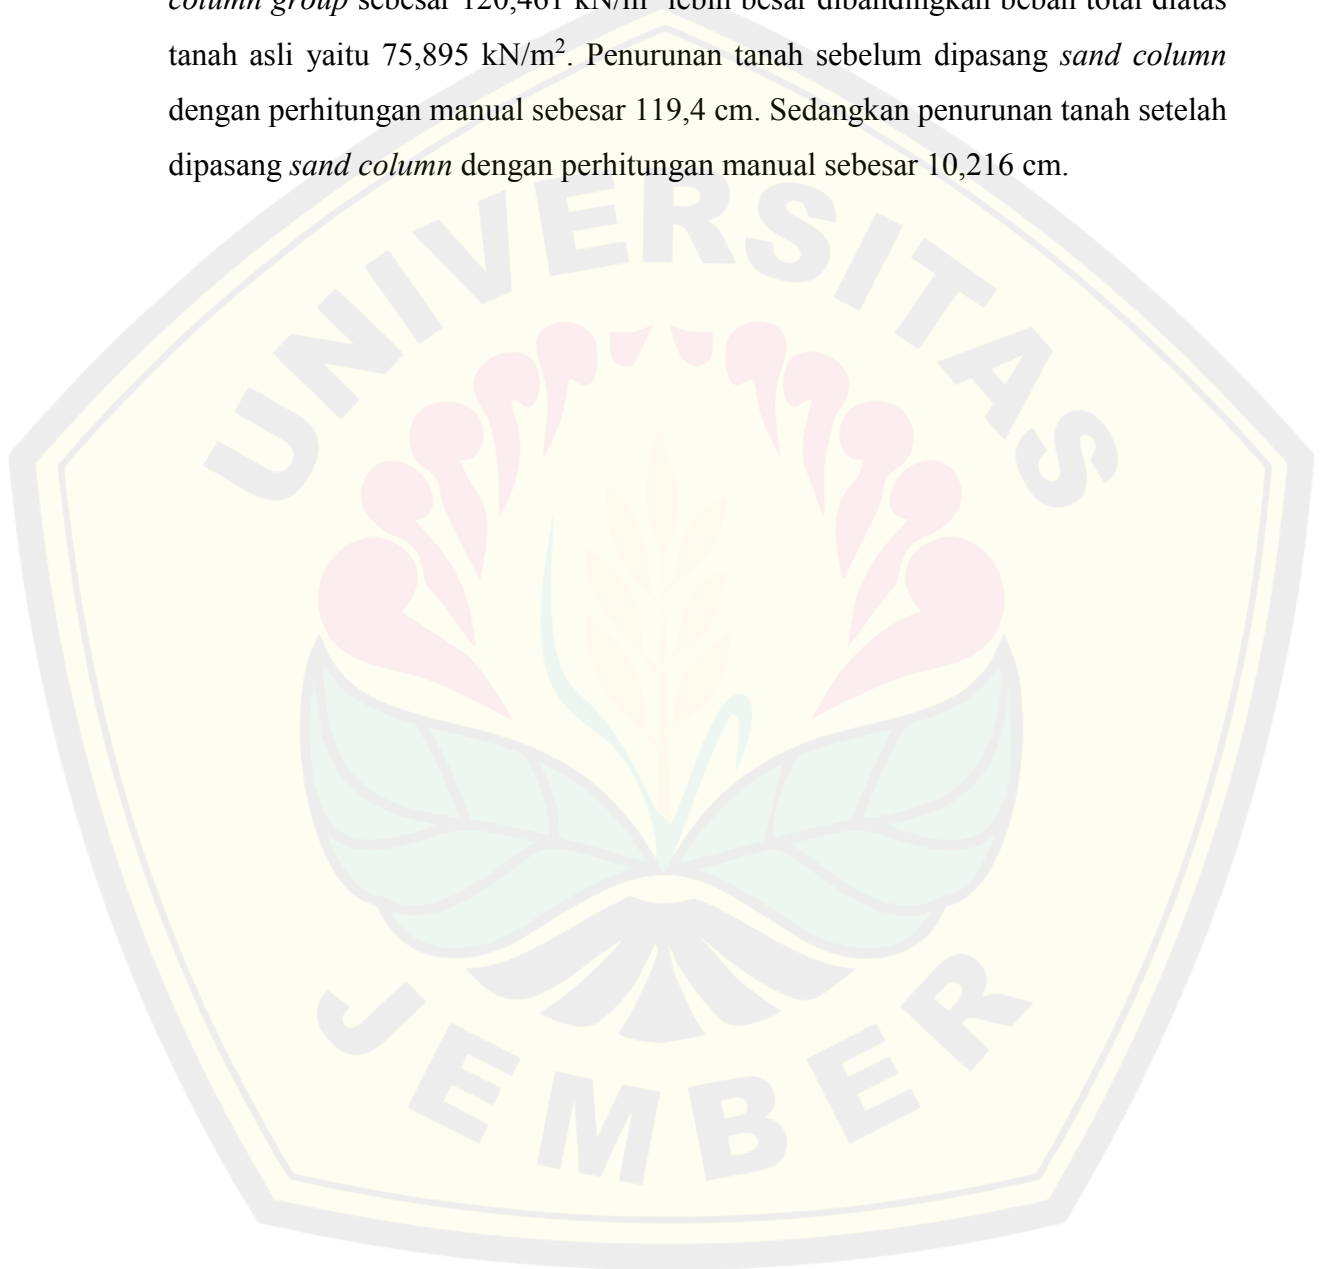 column group sebesar 120,461 kN/m² lebih besar dibandingkan beban total diatas
tanah asli yaitu 75,895 kN/m². Penurunan tanah sebelum dipasang sand column
dengan perhitungan manual sebesar 119,4 cm. Sedangkan penurunan tanah setelah
dipasang sand column dengan perhitungan manual sebesar 10,216 cm.
UNIVERSITAS
JEMBER